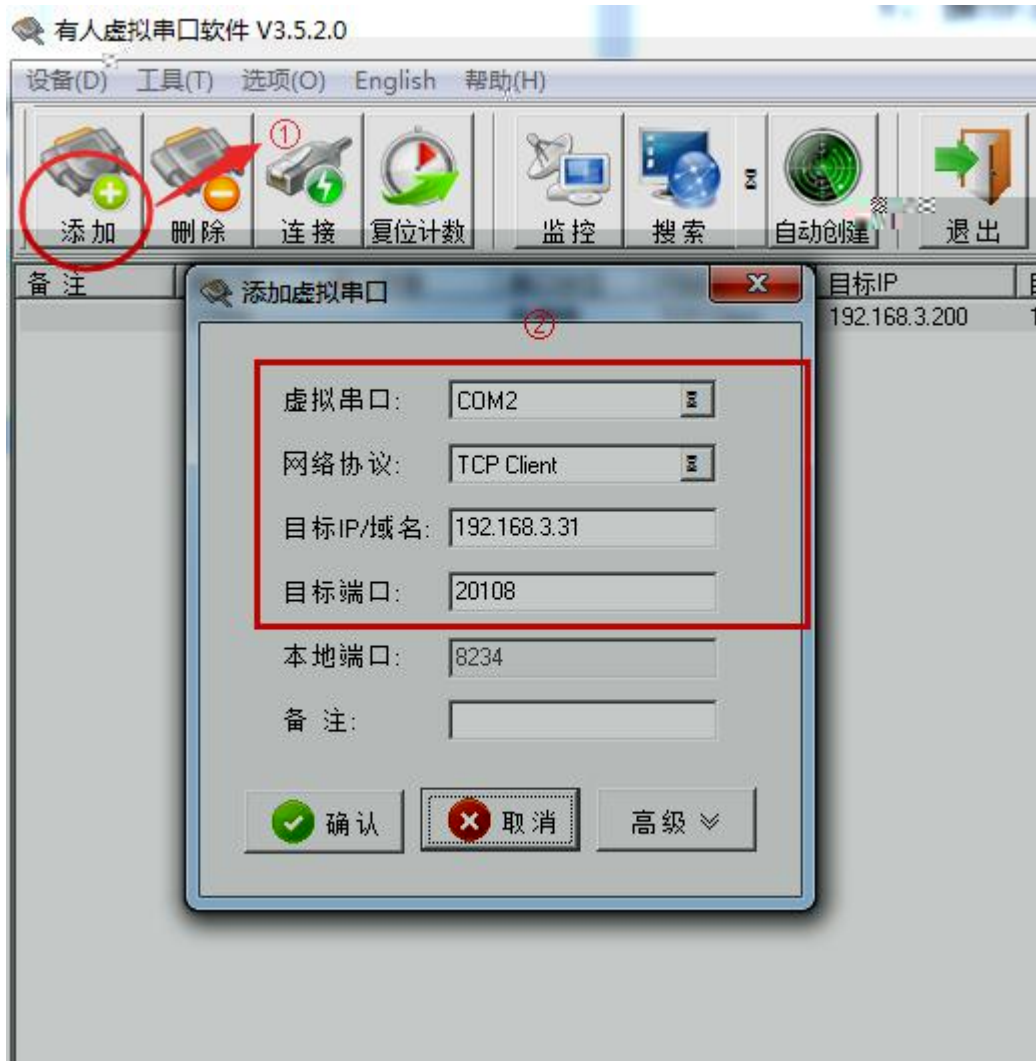 有人虚拟串口软件 V3.5.2.0
设备(D) 工具(T) 选项(O) English 帮助(H)
①
添加 删除 连接 复位计数 监控 搜索 自动创建 退出
备 注 目标IP
192.168.3.200
添加虚拟串口
②
虚拟串口: COM2
网络协议: TCP Client
目标IP/域名: 192.168.3.31
目标端口: 20108
本地端口: 8234
备 注:
确认 取消 高级